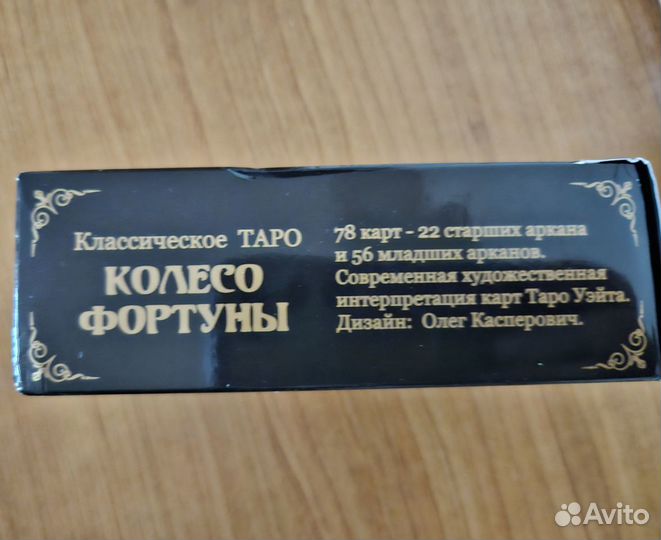 Классическое ТАРО
КОЛЕСО
ФОРТУНЫ
78 карт - 22 старших аркана
и 56 младших арканов.
Современная художественная
интерпретация карт Таро Уэйта.
Дизайн: Олег Касперович.
Avito